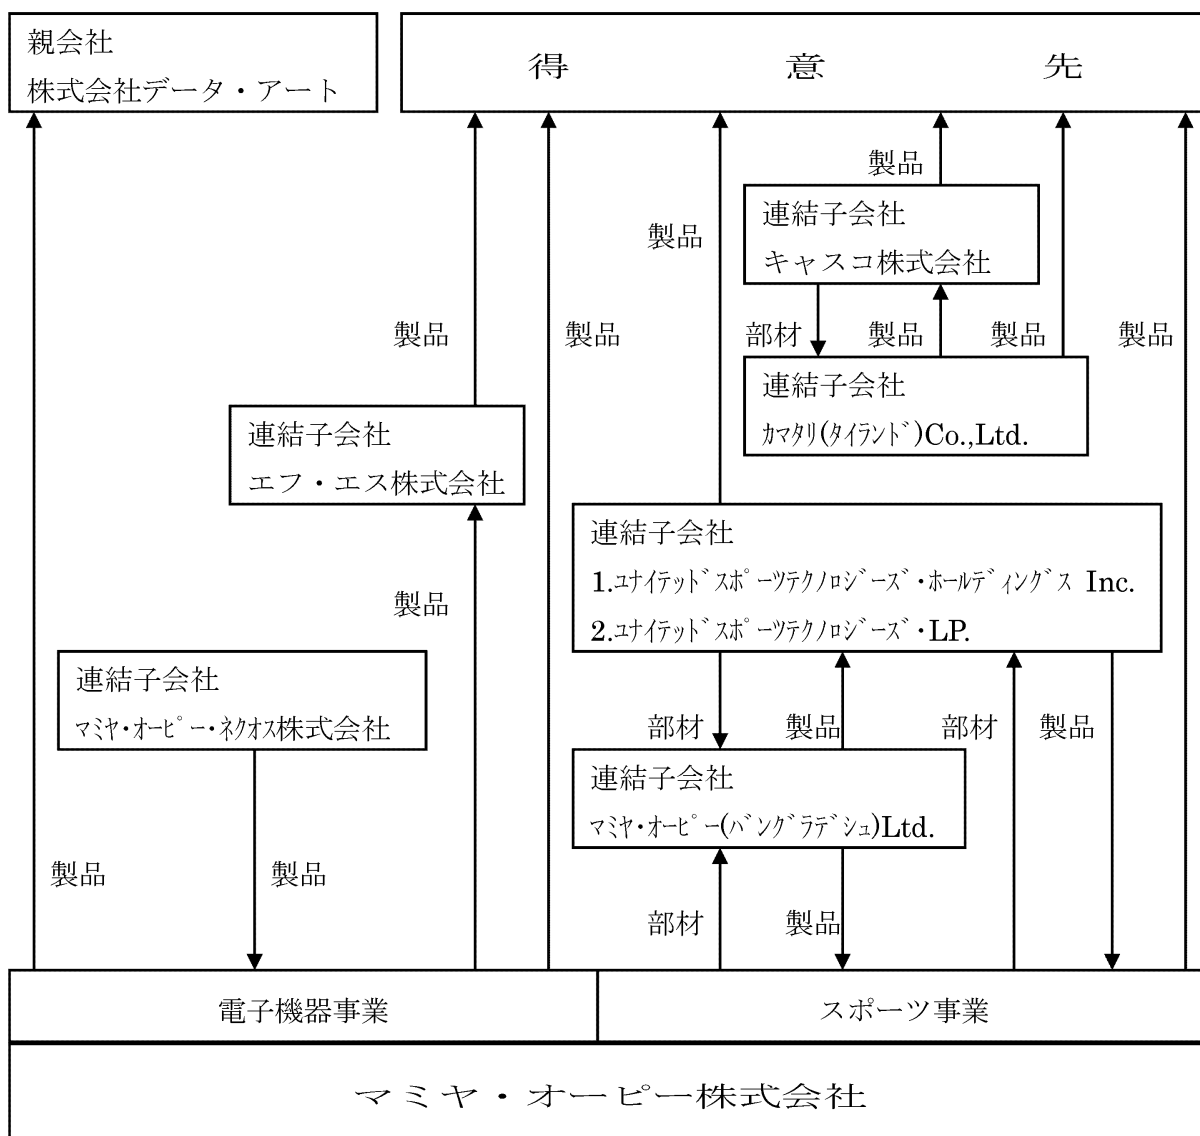 親会社
株式会社データ・アート
得意先
製品
連結子会社
キャスコ株式会社
製品
製品
製品
部材
製品
製品
製品
連結子会社
カマタリ(タイランド)Co.,Ltd.
連結子会社
エフ・エス株式会社
連結子会社
1.ユナイテッドスポーツテクノロジーズ・ホールディングス Inc.
2.ユナイテッドスポーツテクノロジーズ・LP.
製品
連結子会社
マミヤ・オーピー・ネクオス株式会社
部材
製品
部材
製品
連結子会社
マミヤ・オーピー(バングラデシュ)Ltd.
製品
製品
部材
製品
電子機器事業
スポーツ事業
マミヤ・オーピー株式会社